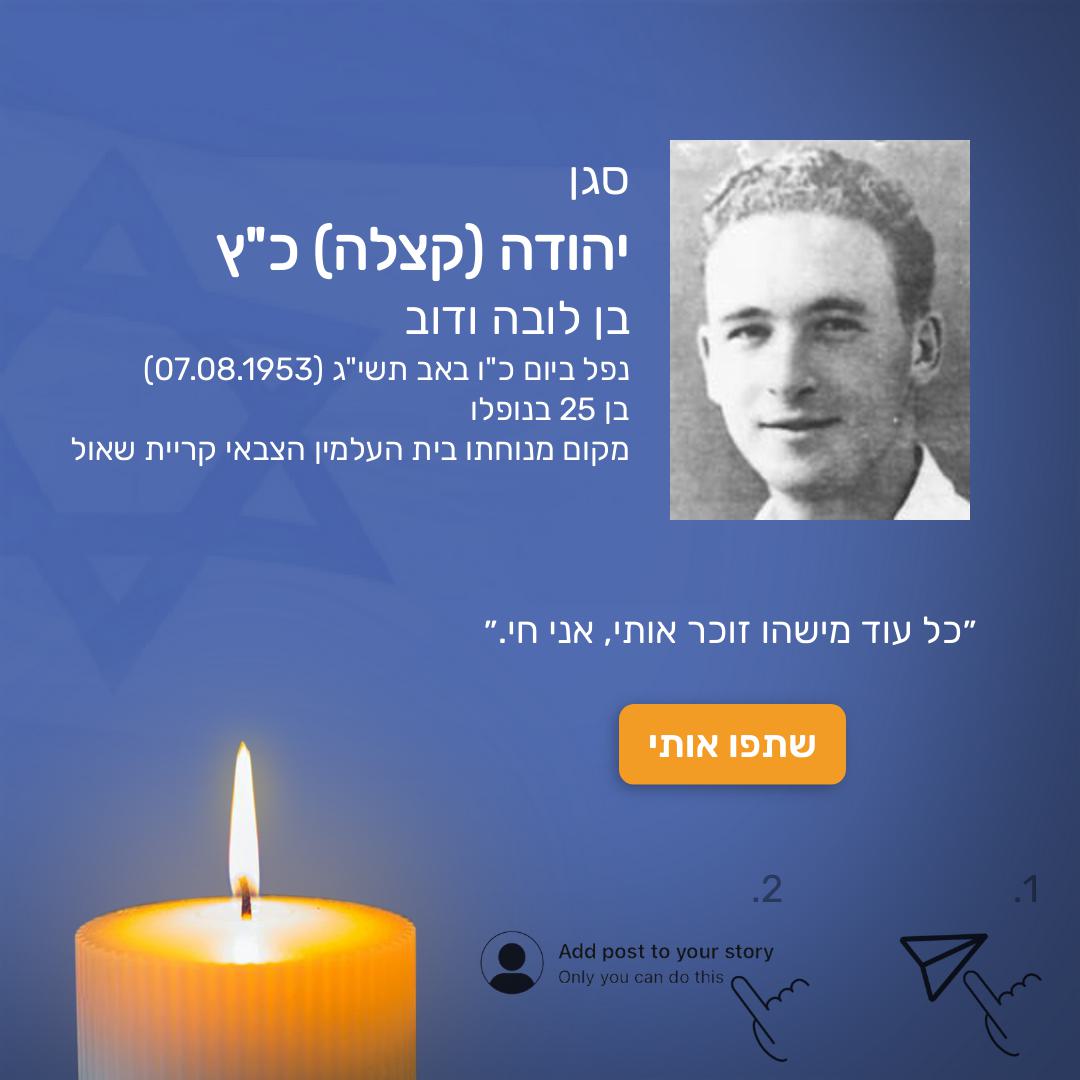 סגן
יהודה (קצלה) כ"ץ
בן לובה ודוב
נפל ביום כ"ו באב תשי"ג (07.08.1953)
בן 25 בנופלו
מקום מנוחתו בית העלמין הצבאי קריית שאול
״כל עוד מישהו זוכר אותי, אני חי.״
שתפו אותי
.1
.2
Add post to your story
Only you can do this